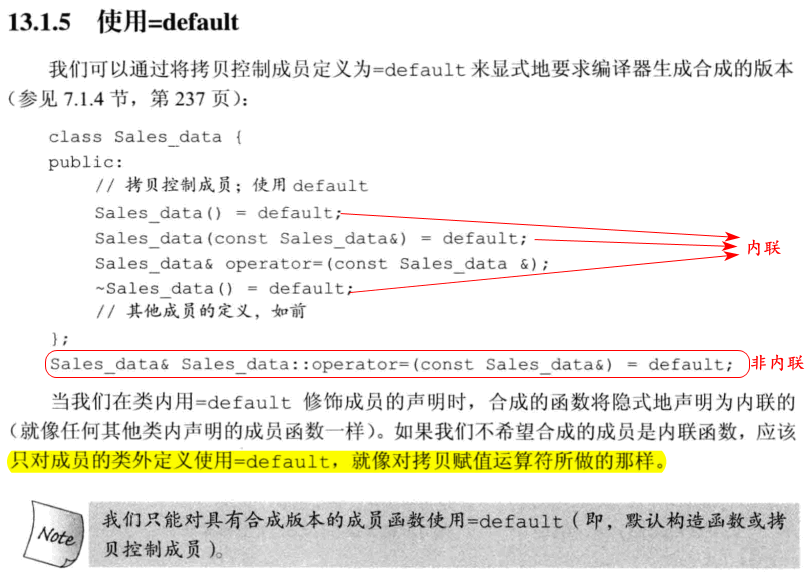 13.1.5 使用=default
我们可以通过将拷贝控制成员定义为=default来显式地要求编译器生成合成的版本
（参见 7.1.4 节，第 237 页）：
class Sales_data {
public:
// 拷贝控制成员；使用 default
Sales_data() = default;
Sales_data(const Sales_data&) = default;
内联
Sales_data& operator=(const Sales_data &);
~Sales_data() = default;
// 其他成员的定义，如前
};
Sales_data& Sales_data::operator=(const Sales_data&) = default;
非内联
当我们在类内用=default 修饰成员的声明时，合成的函数将隐式地声明为内联的
（就像任何其他类内声明的成员函数一样）。如果我们不希望合成的成员是内联函数，应该
只对成员的类外定义使用=default，就像对拷贝赋值运算符所做的那样。
Note
我们只能对具有合成版本的成员函数使用=default（即，默认构造函数或拷
贝控制成员）。